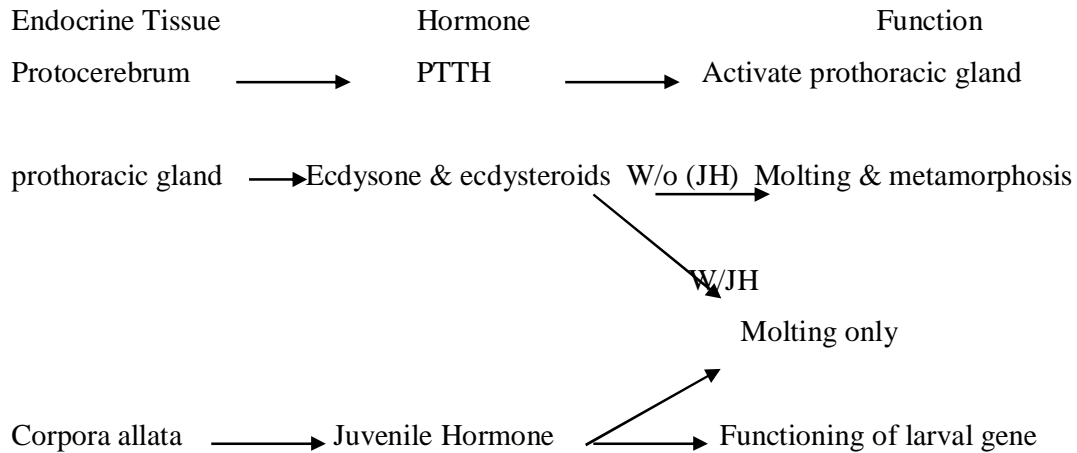 Endocrine Tissue Hormone Function
Protocerebrum PTTH Activate prothoracic gland
prothoracic gland Ecdysone & ecdysteroids W/o (JH) Molting & metamorphosis
W/JH
Molting only
Corpora allata Juvenile Hormone Functioning of larval gene